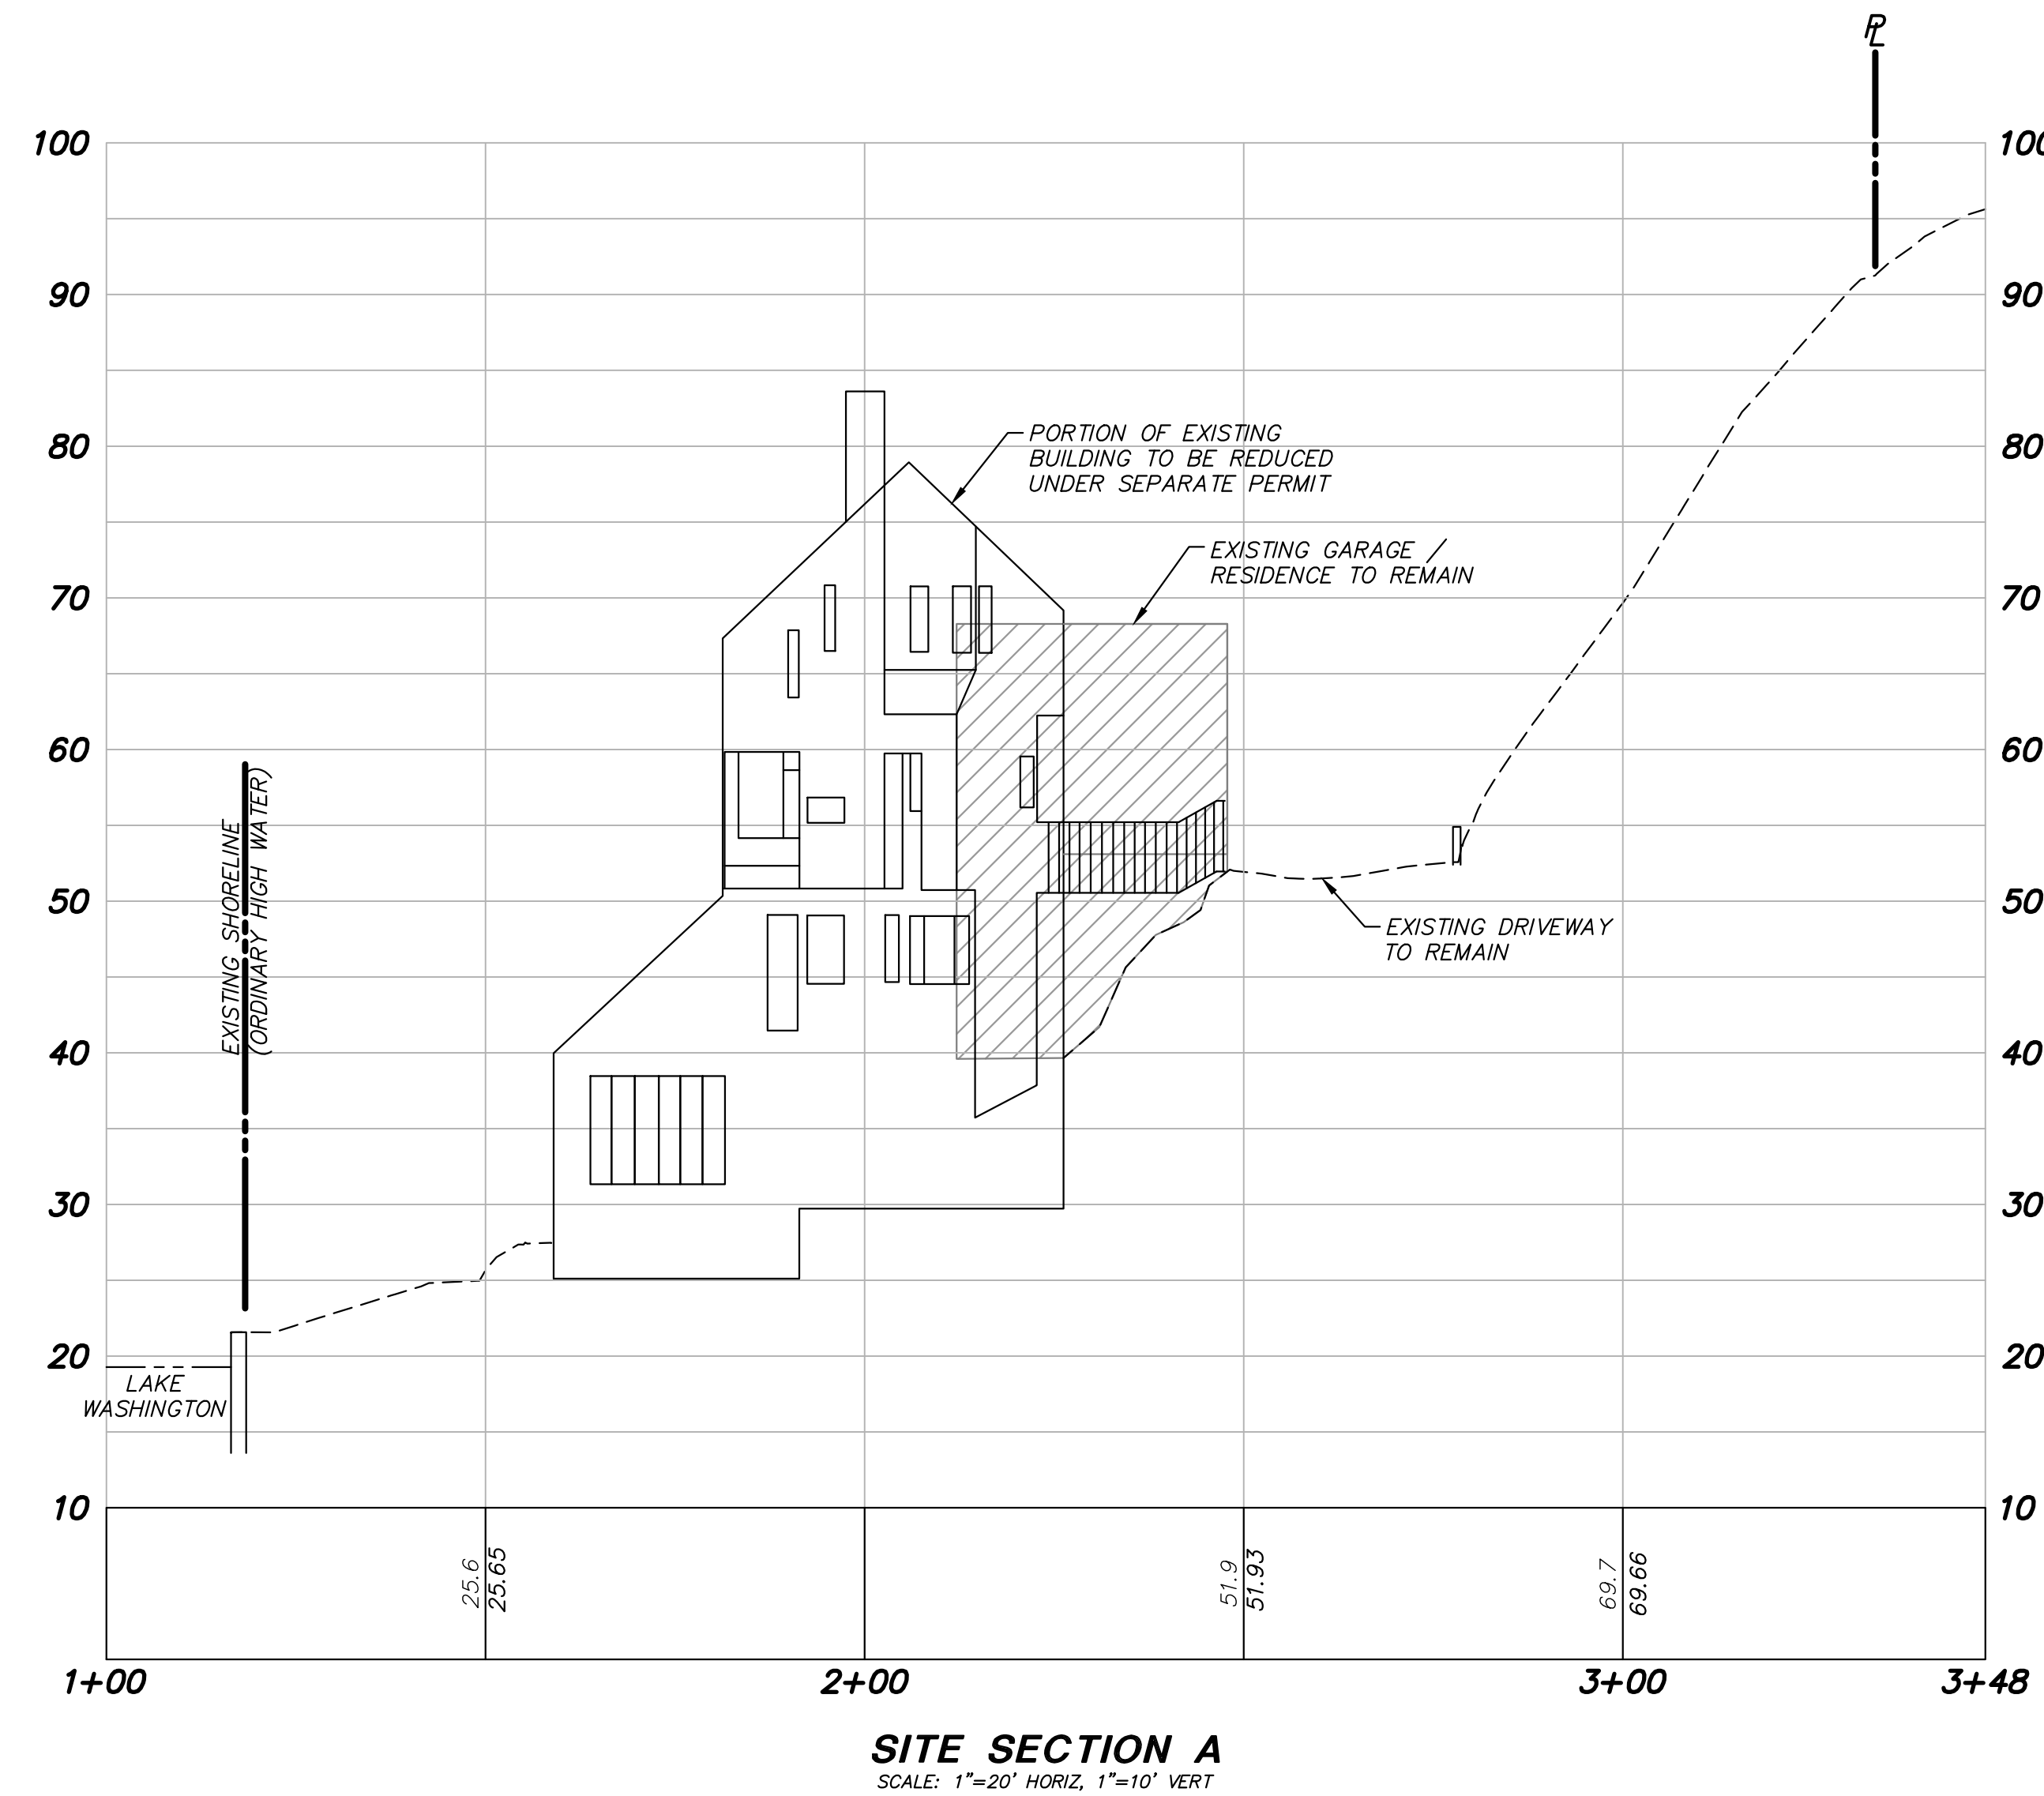 PL
100 100
90 90
80 80
PORTION OF EXISTING
BUILDING TO BE REDUCED
UNDER SEPARATE PERMIT
EXISTING GARAGE /
RESIDENCE TO REMAIN
70 70
60 60
EXISTING SHORELINE
(ORDINARY HIGH WATER)
50 50
EXISTING DRIVEWAY
TO REMAIN
40 40
30 30
20 20
LAKE
WASHINGTON
10 10
25.6
25.65
51.9
51.93
69.7
69.66
1+00 2+00 3+00 3+48
SITE SECTION A
SCALE: 1"=20' HORIZ, 1"=10' VERT